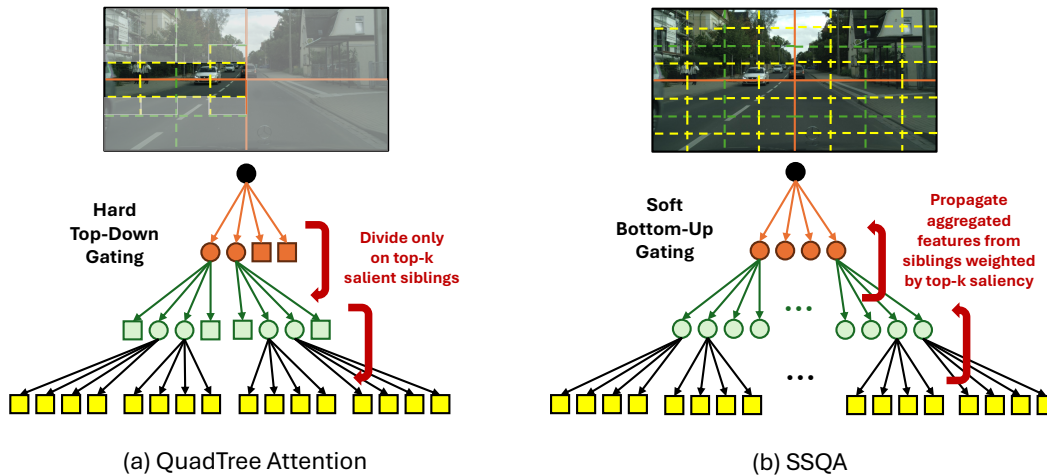 Hard
Top-Down
Gating
Divide only
on top-k
salient siblings
(a) QuadTree Attention
Soft
Bottom-Up
Gating
Propagate
aggregated
features from
siblings weighted
by top-k saliency
(b) SSQA